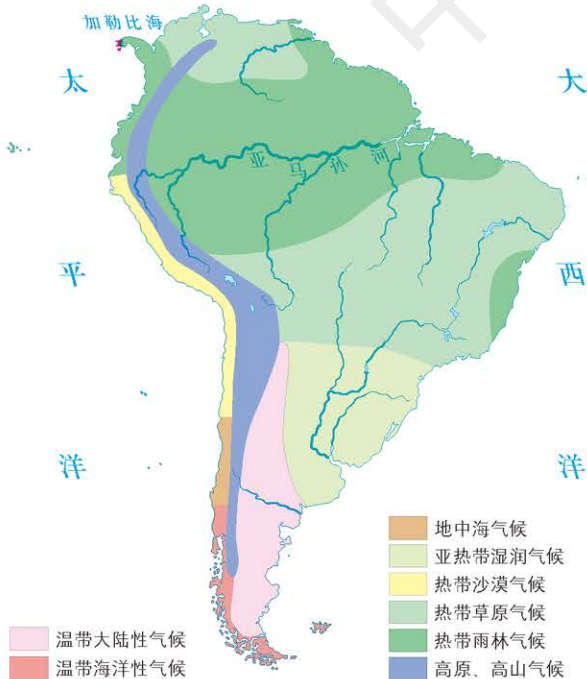 加勒比海
太
平
洋
大
西
洋
亚马孙河
地中海气候
亚热带湿润气候
热带沙漠气候
热带草原气候
热带雨林气候
高原、高山气候
温带大陆性气候
温带海洋性气候